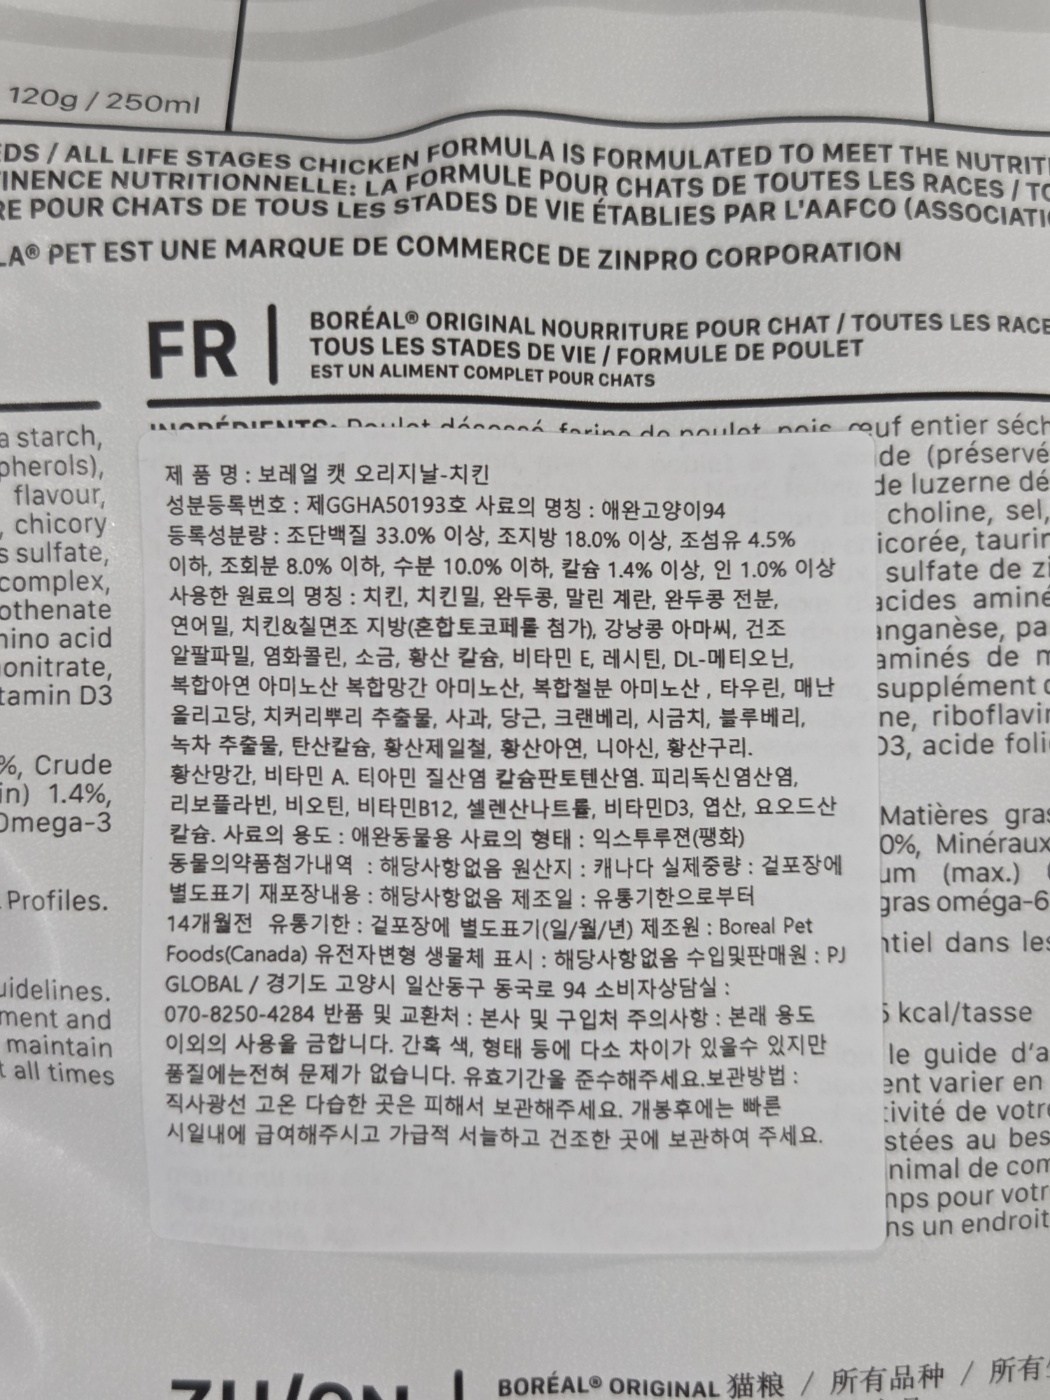 120g / 250ml
EDS / ALL LIFE STAGES CHICKEN FORMULA IS FORMULATED TO MEET THE NUTRITI
INENCE NUTRITIONNELLE: LA FORMULE POUR CHATS DE TOUTES LES RACES / TO
RE POUR CHATS DE TOUS LES STADES DE VIE ÉTABLIES PAR L'AAFCO (ASSOCIATI
LA® PET EST UNE MARQUE DE COMMERCE DE ZINPRO CORPORATION
FR
BORÉAL® ORIGINAL NOURRITURE POUR CHAT / TOUTES LES RACE
TOUS LES STADES DE VIE / FORMULE DE POULET
EST UN ALIMENT COMPLET POUR CHATS
INGRÉDIENTS: Poulet désossé, farine de poulet, pois, œuf entier séch
a starch,
pherols),
flavour,
, chicory
s sulfate,
complex,
othenate
nino acid
onitrate,
tamin D3
%, Crude
in) 1.4%,
Omega-3
Profiles.
uidelines.
ment and
maintain
t all times
제 품 명 : 보레얼 캣 오리지날-치킨
성분등록번호 : 제GGHA50193호 사료의 명칭 : 애완고양이94
등록성분량 : 조단백질 33.0% 이상, 조지방 18.0% 이상, 조섬유 4.5%
이하, 조회분 8.0% 이하, 수분 10.0% 이하, 칼슘 1.4% 이상, 인 1.0% 이상
사용한 원료의 명칭 : 치킨, 치킨밀, 완두콩, 말린 계란, 완두콩 전분,
연어밀, 치킨&칠면조 지방(혼합토코페롤 첨가), 강낭콩 아마씨, 건조
알팔파밀, 염화콜린, 소금, 황산 칼슘, 비타민 E, 레시틴, DL-메티오닌,
복합아연 아미노산 복합망간 아미노산, 복합철분 아미노산 , 타우린, 매난
올리고당, 치커리뿌리 추출물, 사과, 당근, 크랜베리, 시금치, 블루베리,
녹차 추출물, 탄산칼슘, 황산제일철, 황산아연, 니아신, 황산구리.
황산망간, 비타민 A. 티아민 질산염 칼슘판토텐산염. 피리독신염산염,
리보플라빈, 비오틴, 비타민B12, 셀렌산나트륨, 비타민D3, 엽산, 요오드산
칼슘. 사료의 용도 : 애완동물용 사료의 형태 : 익스투루젼(팽화)
동물의약품첨가내역 : 해당사항없음 원산지 : 캐나다 실제중량 : 겉포장에
별도표기 재포장내용 : 해당사항없음 제조일 : 유통기한으로부터
14개월전 유통기한 : 겉포장에 별도표기(일/월/년) 제조원 : Boreal Pet
Foods(Canada) 유전자변형 생물체 표시 : 해당사항없음 수입및판매원 : PJ
GLOBAL / 경기도 고양시 일산동구 동국로 94 소비자상담실 :
070-8250-4284 반품 및 교환처 : 본사 및 구입처 주의사항 : 본래 용도
이외의 사용을 금합니다. 간혹 색, 형태 등에 다소 차이가 있을수 있지만
품질에는전혀 문제가 없습니다. 유효기간을 준수해주세요.보관방법 :
직사광선 고온 다습한 곳은 피해서 보관해주세요. 개봉후에는 빠른
시일내에 급여해주시고 가급적 서늘하고 건조한 곳에 보관하여 주세요.
de (préservé
de luzerne dé
choline, sel,
icorée, taurin
sulfate de zi
acides aminé
anganèse, pa
aminés de m
supplément d
ne, riboflavin
D3, acide foli
Matières gras
0%, Minéraux
um (max.)
gras oméga-6
ntiel dans les
5 kcal/tasse
le guide d'a
ent varier en
tivité de votre
stées au bes
nimal de com
mps pour votr
ns un endroit
ZH/CN
BORÉAL® ORIGINAL 猫粮 / 所有品种 / 所有